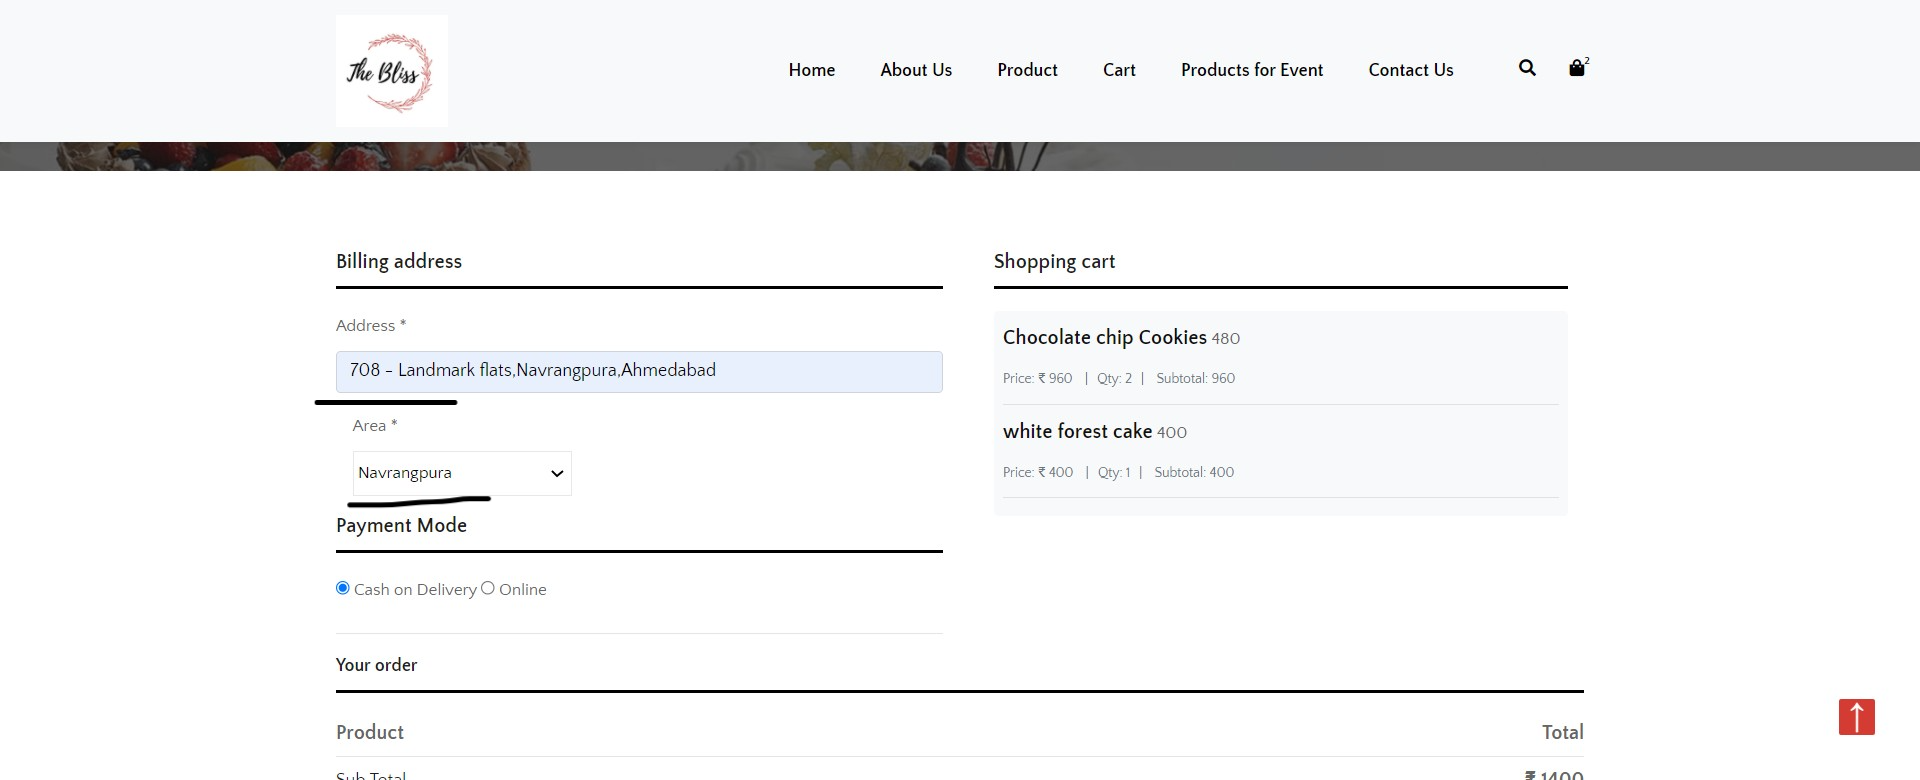 The Bliss
Home About Us Product Cart Products for Event Contact Us 2
Billing address
Address *
708 - Landmark flats,Navrangpura,Ahmedabad
Area *
Navrangpura
Payment Mode
Cash on Delivery Online
Shopping cart
Chocolate chip Cookies 480
Price: ₹ 960 | Qty: 2 | Subtotal: 960
white forest cake 400
Price: ₹ 400 | Qty: 1 | Subtotal: 400
Your order
Product Total
Sub Total ₹ 1400